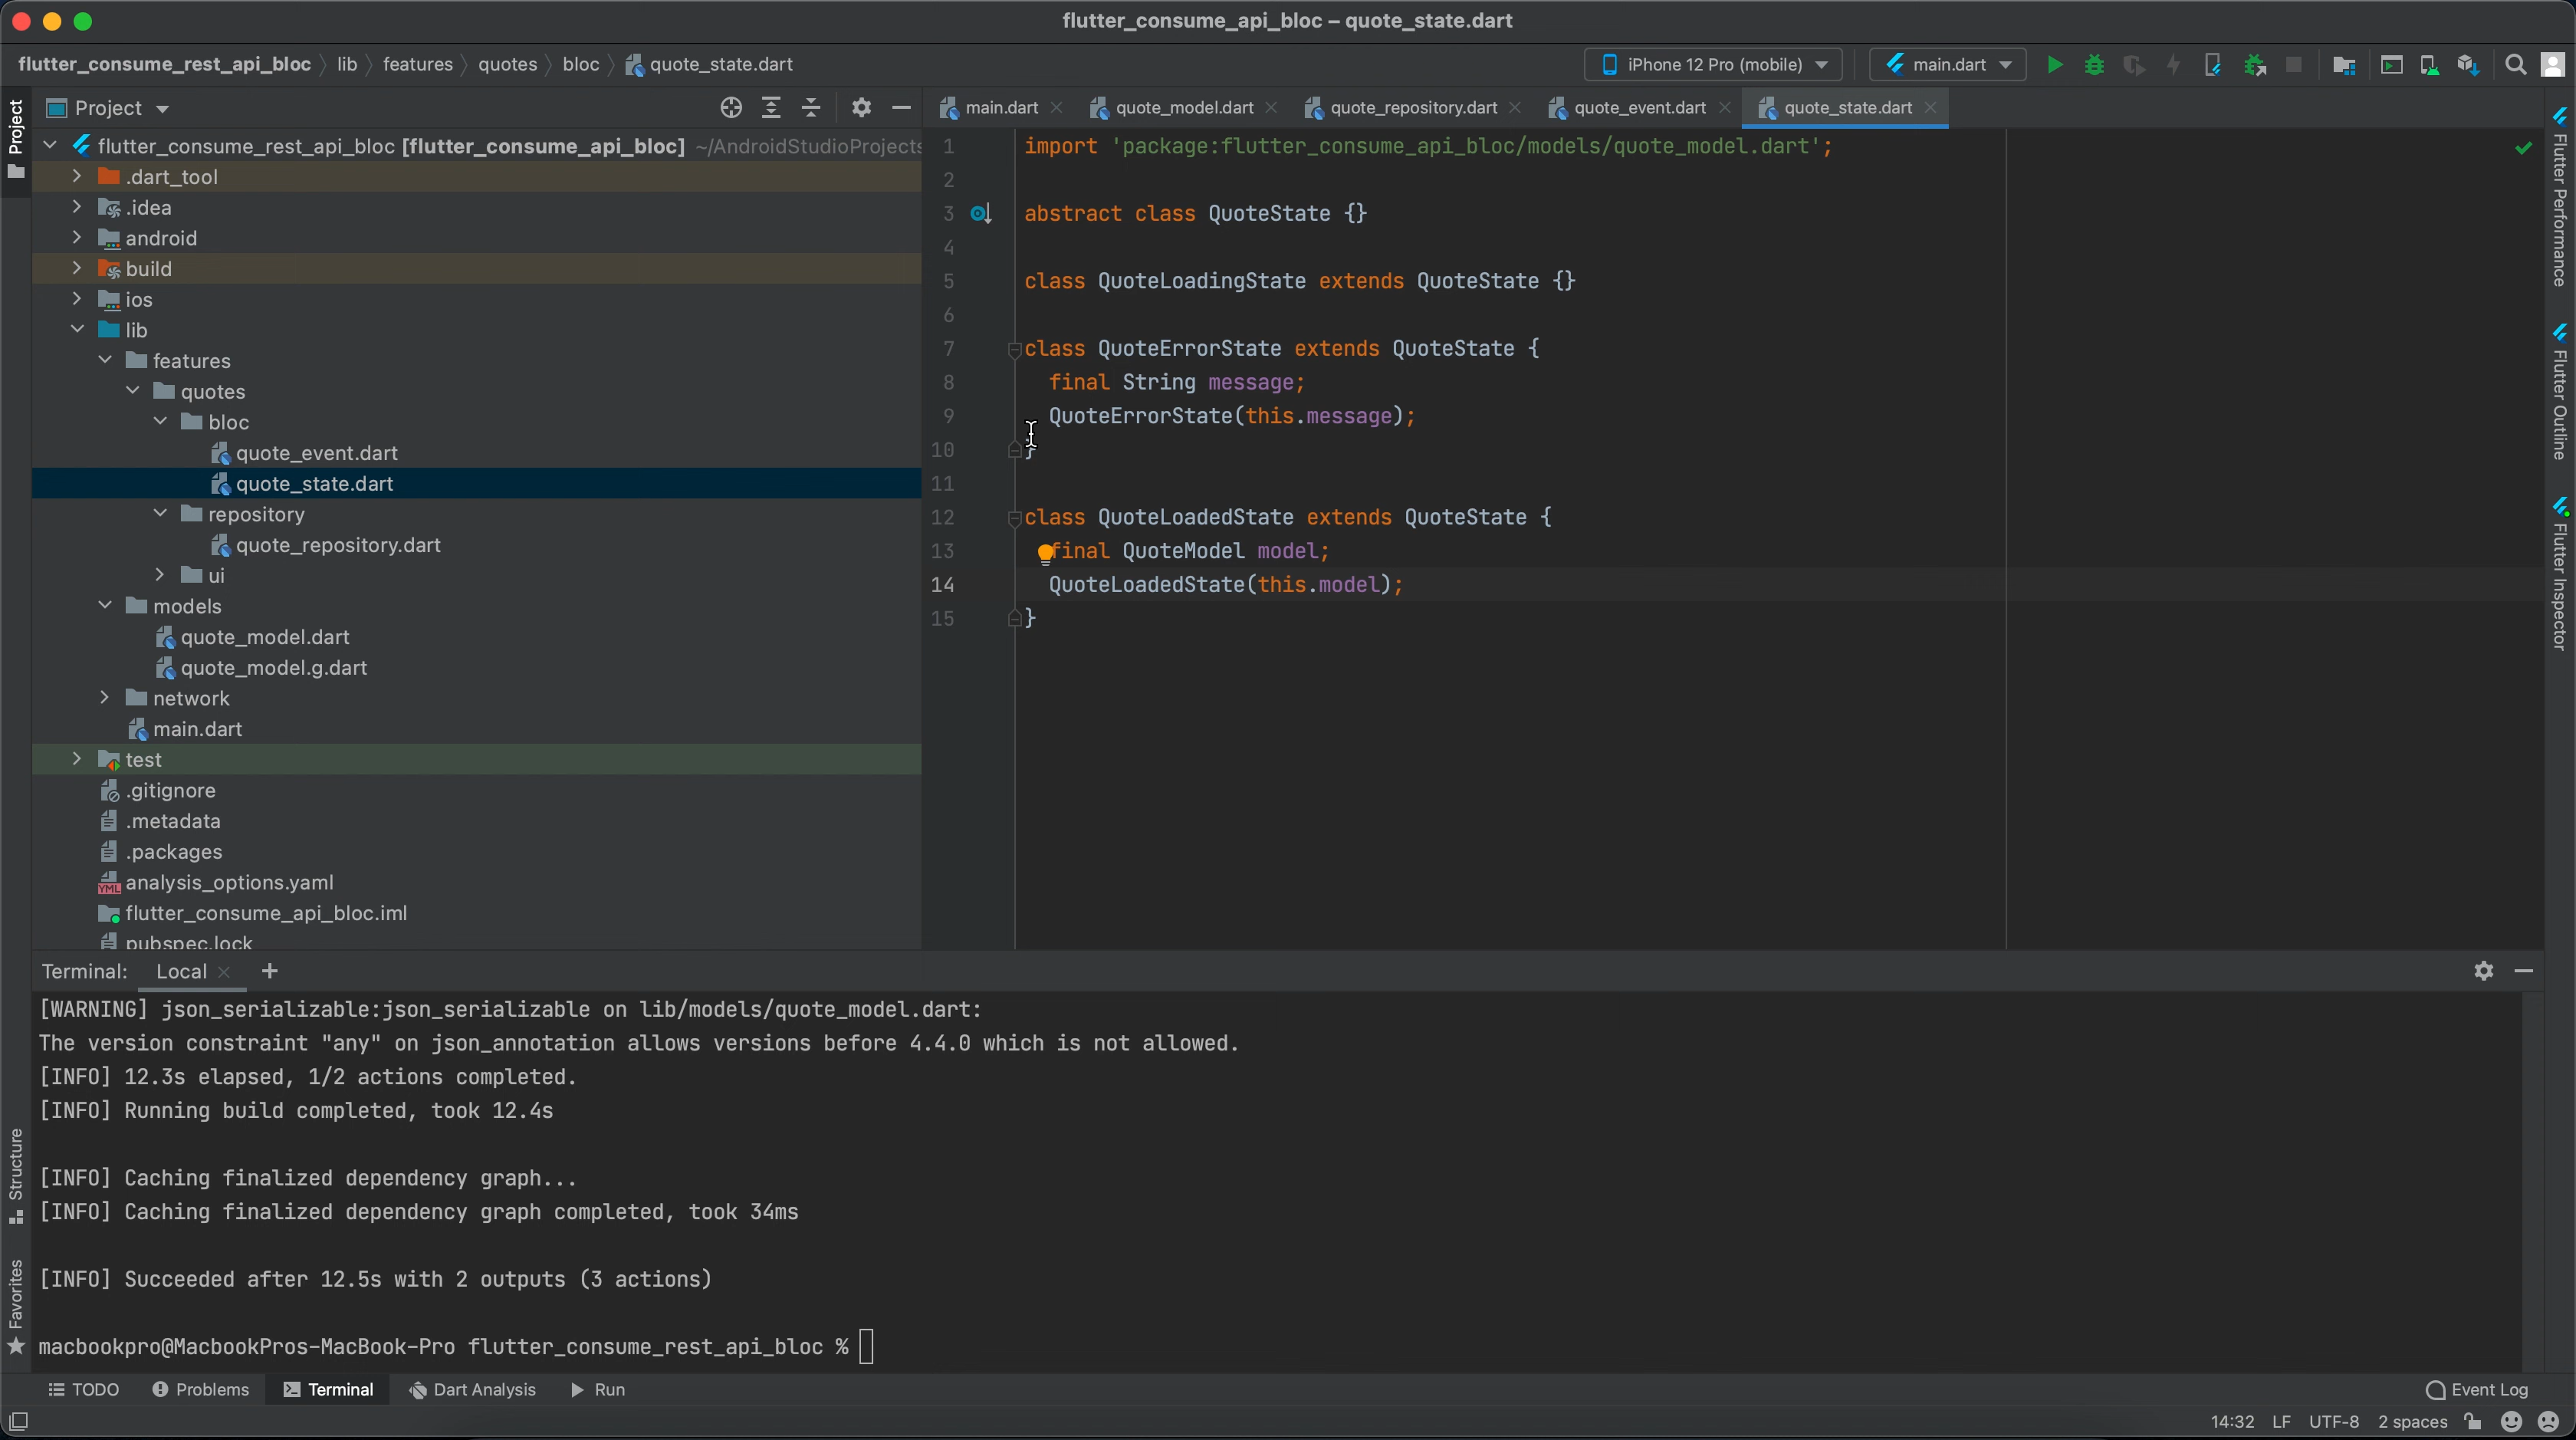 flutter_consume_api_bloc – quote_state.dart
flutter_consume_rest_api_bloc
lib
features
quotes
bloc
quote_state.dart
iPhone 12 Pro (mobile)
main.dart
Project
Project
main.dart
quote_model.dart
quote_repository.dart
quote_event.dart
quote_state.dart
flutter_consume_rest_api_bloc [flutter_consume_api_bloc] ~/AndroidStudioProjects
.dart_tool
.idea
android
build
ios
lib
features
quotes
bloc
quote_event.dart
quote_state.dart
repository
quote_repository.dart
ui
models
quote_model.dart
quote_model.g.dart
network
main.dart
test
.gitignore
.metadata
.packages
analysis_options.yaml
flutter_consume_api_bloc.iml
pubspec.lock
1 import 'package:flutter_consume_api_bloc/models/quote_model.dart';
2
3 abstract class QuoteState {}
4
5 class QuoteLoadingState extends QuoteState {}
6
7 class QuoteErrorState extends QuoteState {
8 final String message;
9 QuoteErrorState(this.message);
10 }
11
12 class QuoteLoadedState extends QuoteState {
13 final QuoteModel model;
14 QuoteLoadedState(this.model);
15 }
Flutter Performance
Flutter Outline
Flutter Inspector
Terminal:
Local
[WARNING] json_serializable:json_serializable on lib/models/quote_model.dart:
The version constraint "any" on json_annotation allows versions before 4.4.0 which is not allowed.
[INFO] 12.3s elapsed, 1/2 actions completed.
[INFO] Running build completed, took 12.4s
[INFO] Caching finalized dependency graph...
[INFO] Caching finalized dependency graph completed, took 34ms
[INFO] Succeeded after 12.5s with 2 outputs (3 actions)
macbookpro@MacbookPros-MacBook-Pro flutter_consume_rest_api_bloc %
Structure
Favorites
TODO
Problems
Terminal
Dart Analysis
Run
Event Log
14:32
LF
UTF-8
2 spaces